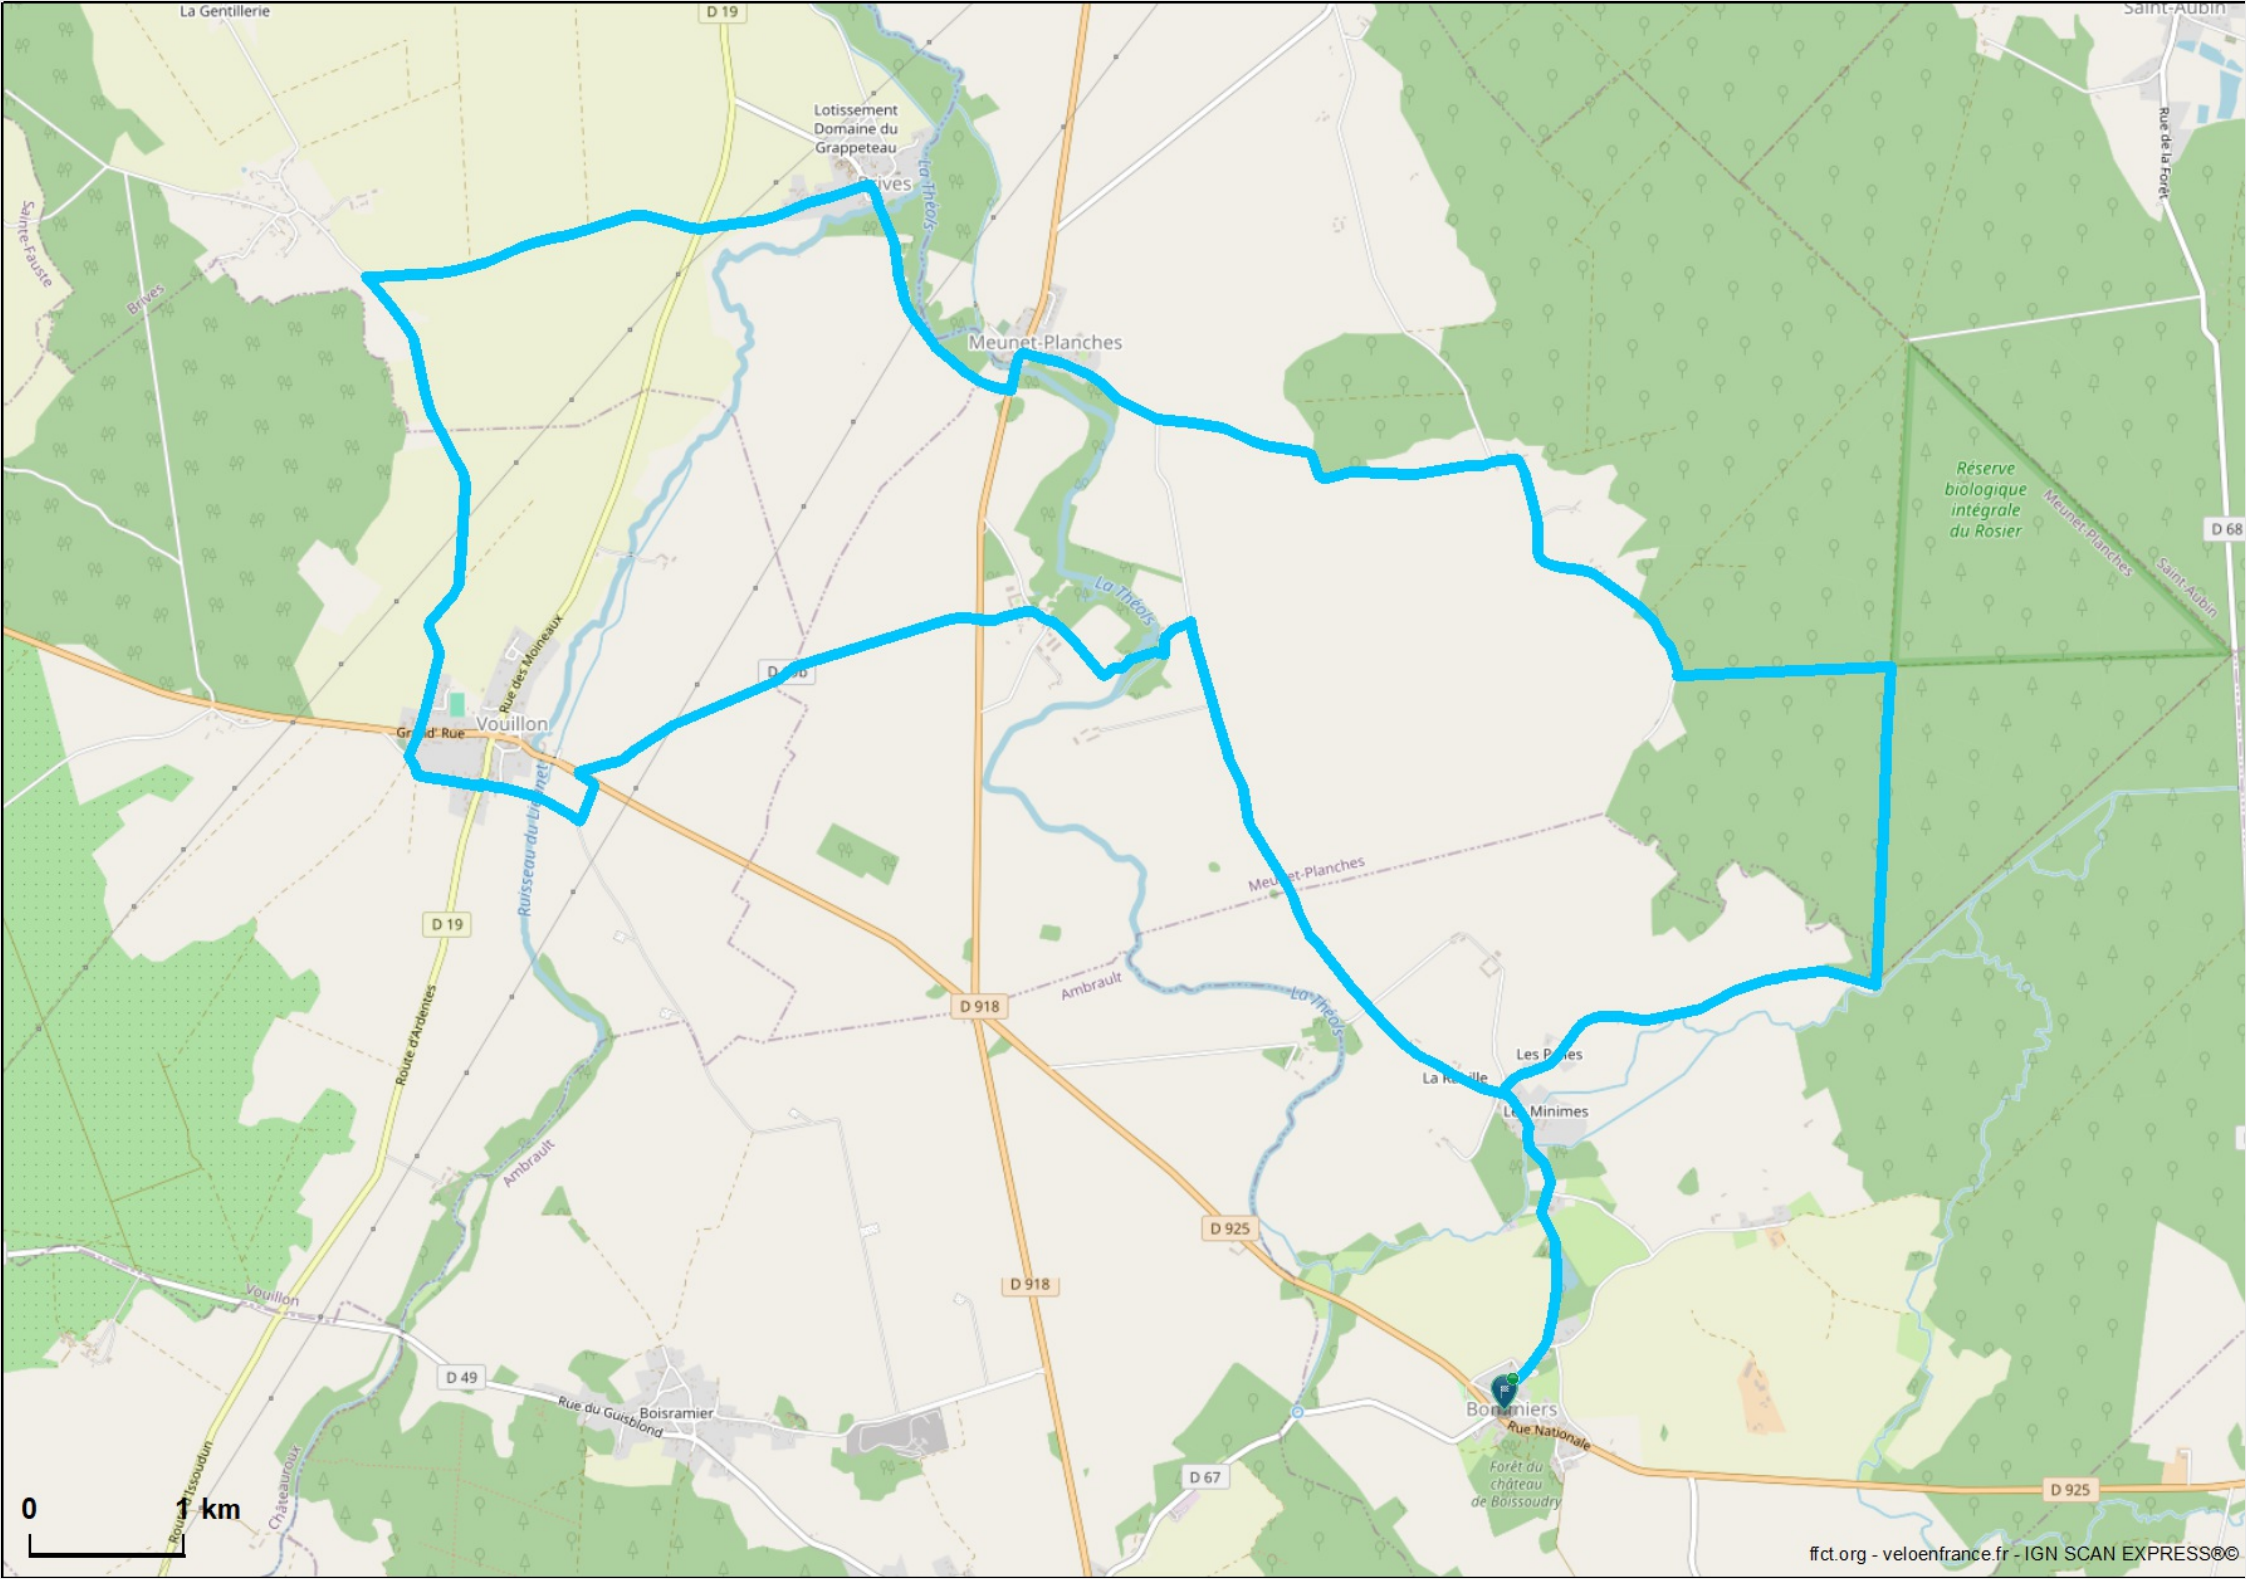 La Gentillerie
D 19
Saint-Aubin
Lotissement
Domaine du
Grappeteau
Rue de la Forêt
La Théols
Sainte-Fauste
Brives
Meunet-Planches
Réserve
biologique
intégrale
du Rosier
Meunet-Planches
Saint-Aubin
D 68
La Théols
Rue des Moineaux
Vouillon
Grand' Rue
Meunet-Planches
D 19
Ambrault
La Théols
D 918
Route d'Ardentes
Les Minimes
Ambrault
D 925
D 918
Vouillon
D 49
Rue du Guisblond
Boisramier
Bommiers
Rue Nationale
Forêt du
château
de Boissoudry
D 67
D 925
Châteauroux
Route d'Issoudun
0 1 km
ffct.org - veloenfrance.fr - IGN SCAN EXPRESS®©